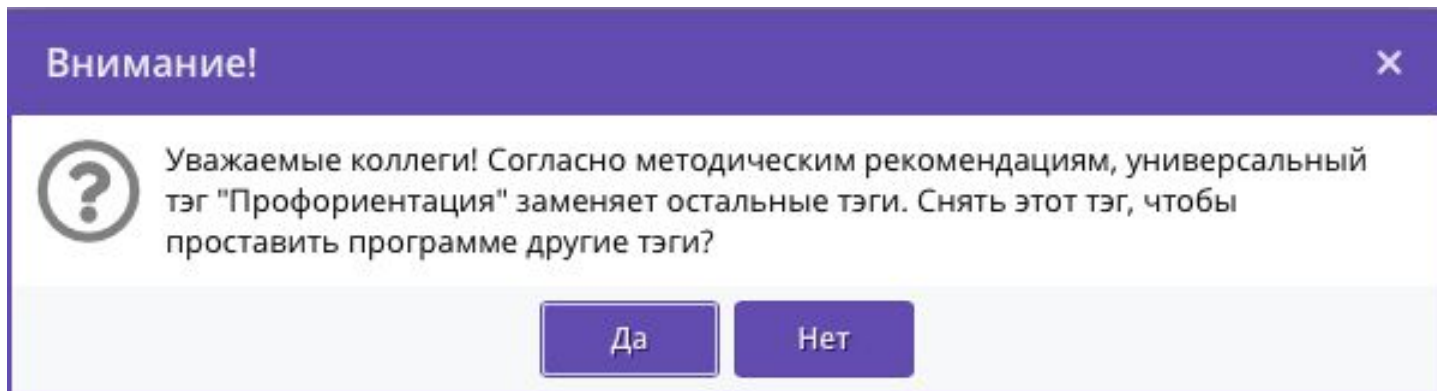 Внимание!
Уважаемые коллеги! Согласно методическим рекомендациям, универсальный
тэг "Профориентация" заменяет остальные тэги. Снять этот тэг, чтобы
проставить программе другие тэги?
Да Нет